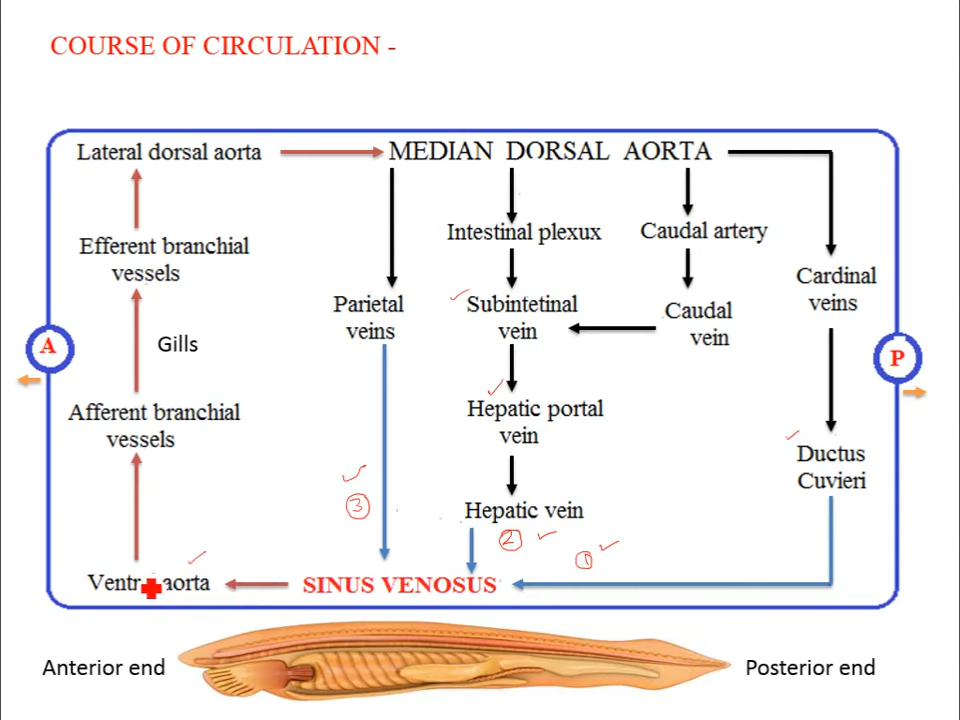 COURSE OF CIRCULATION -
Lateral dorsal aorta
MEDIAN DORSAL AORTA
Efferent branchial
vessels
Intestinal plexux
Caudal artery
Cardinal
veins
Parietal
veins
Subintetinal
vein
Caudal
vein
A
Gills
P
Afferent branchial
vessels
Hepatic portal
vein
Ductus
Cuvieri
3
Hepatic vein
2
1
aorta
SINUS VENOSUS
Anterior end
Posterior end